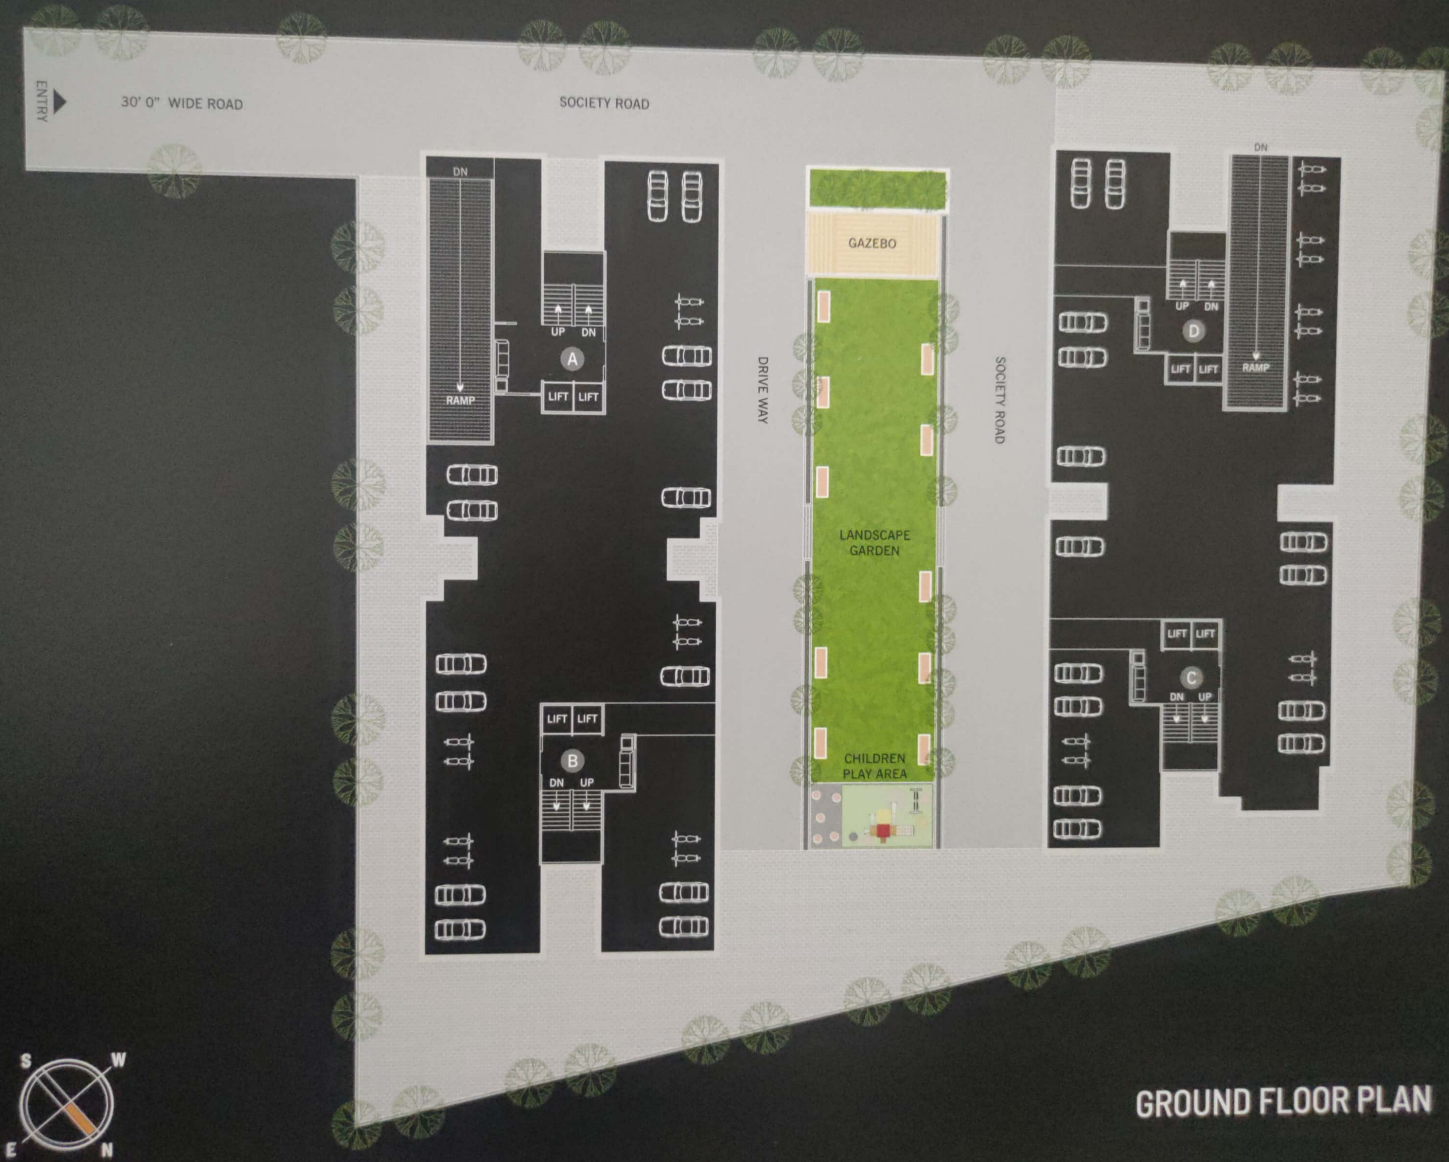 ENTRY
30' 0" WIDE ROAD
SOCIETY ROAD
DN
RAMP
UP
DN
A
LIFT
LIFT
GAZEBO
DRIVE WAY
SOCIETY ROAD
LANDSCAPE
GARDEN
CHILDREN
PLAY AREA
DN
UP
DN
D
LIFT
LIFT
RAMP
LIFT
LIFT
B
DN
UP
LIFT
LIFT
C
DN
UP
S
W
E
N
GROUND FLOOR PLAN